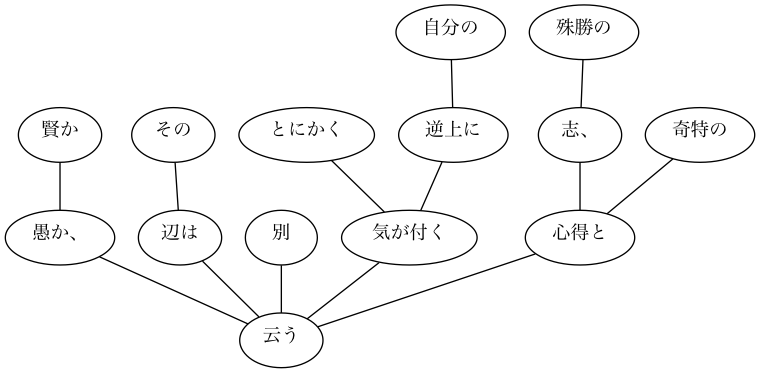 自分の 殊勝の
賢か その とにかく 逆上に 志、 奇特の
愚か、 辺は 別 気が付く 心得と
云う